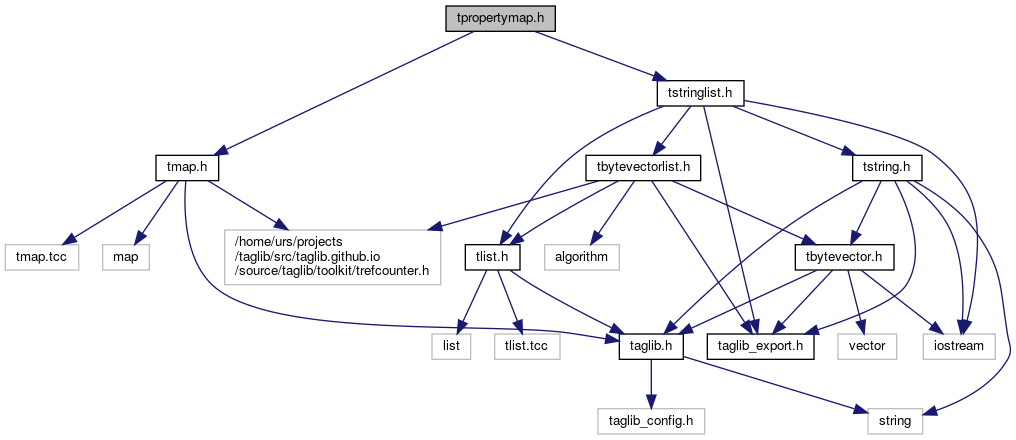 tpropertymap.h
tstringlist.h
tmap.h
tbytevectorlist.h
tstring.h
tmap.tcc
map
/home/urs/projects
/taglib/src/taglib.github.io
/source/taglib/toolkit/trefcounter.h
tlist.h
algorithm
tbytevector.h
list
tlist.tcc
taglib.h
taglib_export.h
vector
iostream
taglib_config.h
string